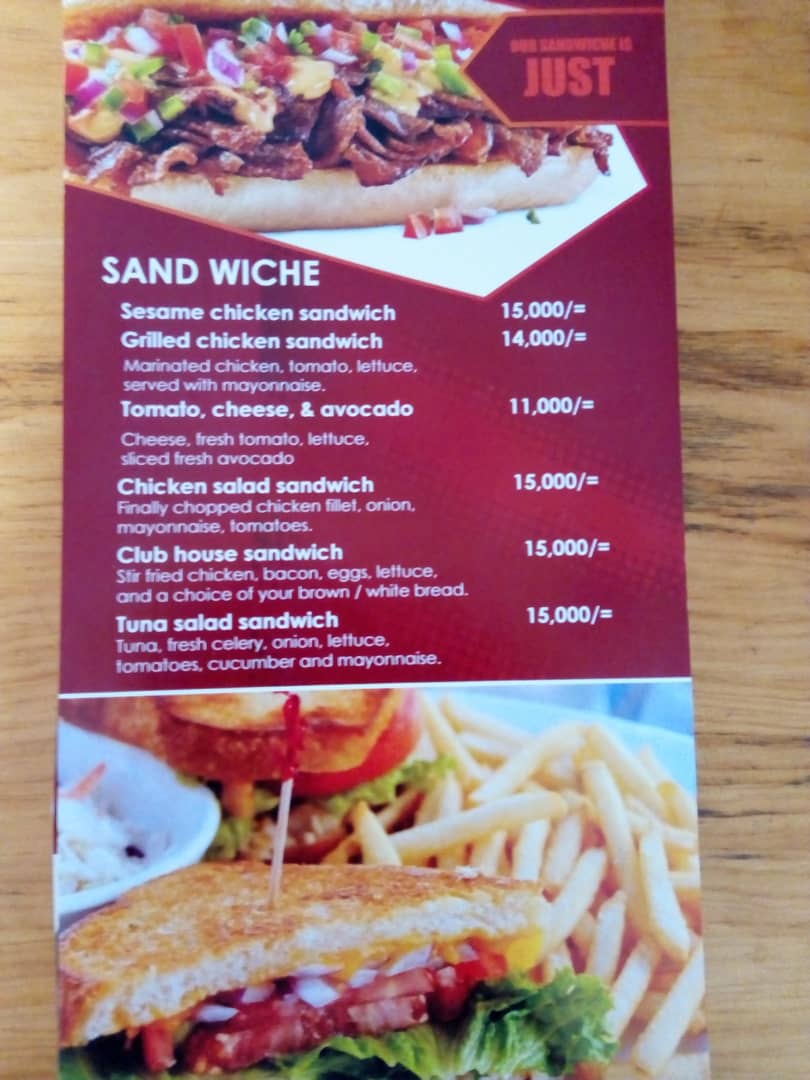 OUR SANDWICHE IS
JUST
SAND WICHE
Sesame chicken sandwich 15,000/=
Grilled chicken sandwich 14,000/=
Marinated chicken, tomato, lettuce,
served with mayonnaise.
Tomato, cheese, & avocado 11,000/=
Cheese, fresh tomato, lettuce,
sliced fresh avocado
Chicken salad sandwich 15,000/=
Finally chopped chicken fillet, onion,
mayonnaise, tomatoes.
Club house sandwich 15,000/=
Stir fried chicken, bacon, eggs, lettuce,
and a choice of your brown / white bread.
Tuna salad sandwich 15,000/=
Tuna, fresh celery, onion, lettuce,
tomatoes, cucumber and mayonnaise.